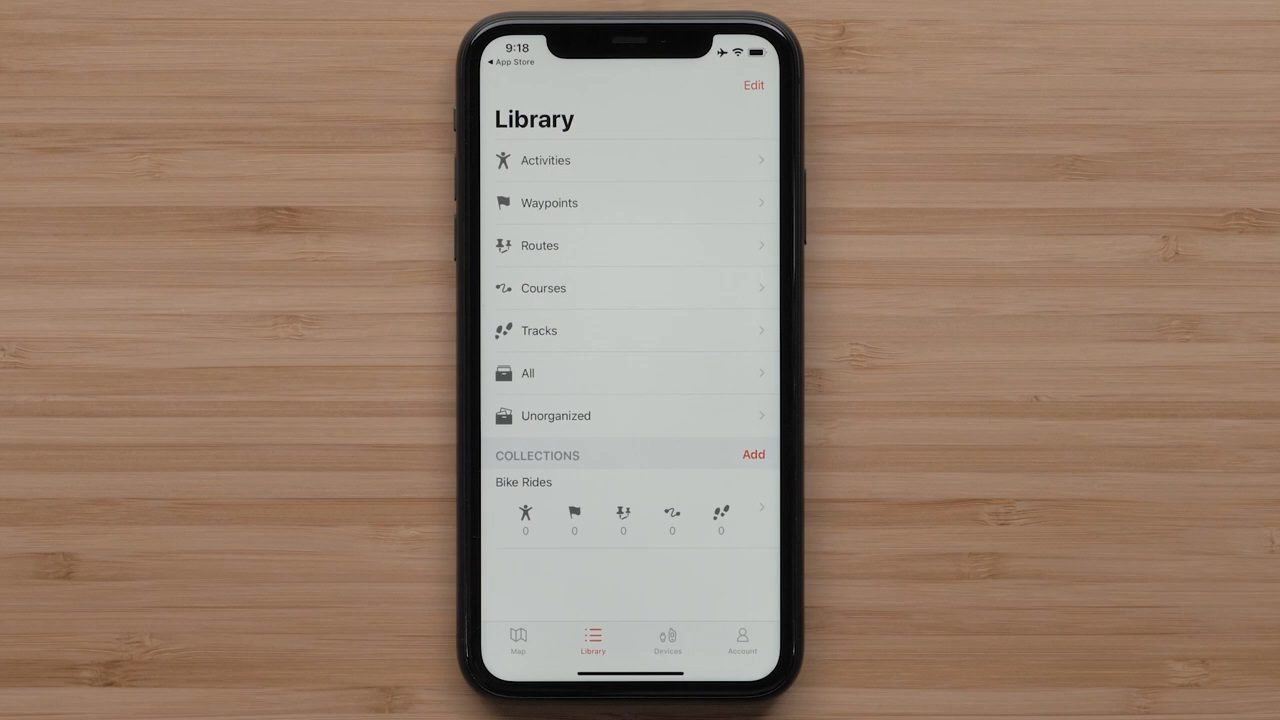 9:18
App Store
Edit
Library
Activities
Waypoints
Routes
Courses
Tracks
All
Unorganized
COLLECTIONS Add
Bike Rides
0 0 0 0 0
Map Library Devices Account